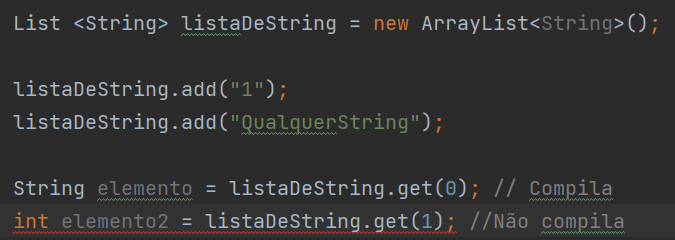 List <String> listaDeString = new ArrayList<String>();
listaDeString.add("1");
listaDeString.add("QualquerString");
String elemento = listaDeString.get(0); // Compila
int elemento2 = listaDeString.get(1); //Não compila